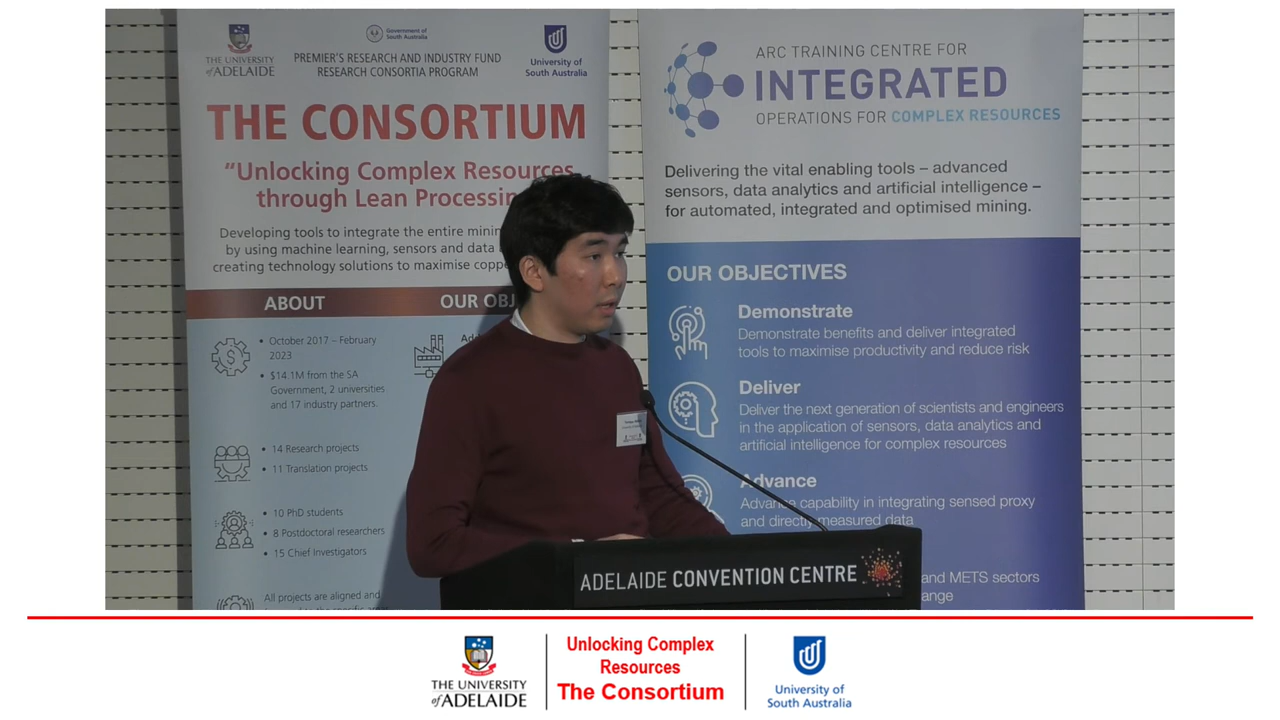 THE UNIVERSITY
of ADELAIDE
Government of
South Australia
PREMIER'S RESEARCH AND INDUSTRY FUND
RESEARCH CONSORTIA PROGRAM
University of
South Australia
THE CONSORTIUM
"Unlocking Complex Resources
through Lean Processin
Developing tools to integrate the entire minin
by using machine learning, sensors and data
creating technology solutions to maximise coppe
ABOUT
OUR OBJ
• October 2017 – February
2023
• $14.1M from the SA
Government, 2 universities
and 17 industry partners.
• 14 Research projects
• 11 Translation projects
• 10 PhD students
• 8 Postdoctoral researchers
• 15 Chief Investigators
All projects are aligned and
ARC TRAINING CENTRE FOR
INTEGRATED
OPERATIONS FOR COMPLEX RESOURCES
Delivering the vital enabling tools – advanced
sensors, data analytics and artificial intelligence –
for automated, integrated and optimised mining.
OUR OBJECTIVES
Demonstrate
Demonstrate benefits and deliver integrated
tools to maximise productivity and reduce risk
Deliver
Deliver the next generation of scientists and engineers
in the application of sensors, data analytics and
artificial intelligence for complex resources
Advance
Advance capability in integrating sensed proxy
and directly measured data
and METS sectors
ange
ADELAIDE CONVENTION CENTRE
THE UNIVERSITY
of ADELAIDE
Unlocking Complex
Resources
The Consortium
University of
South Australia